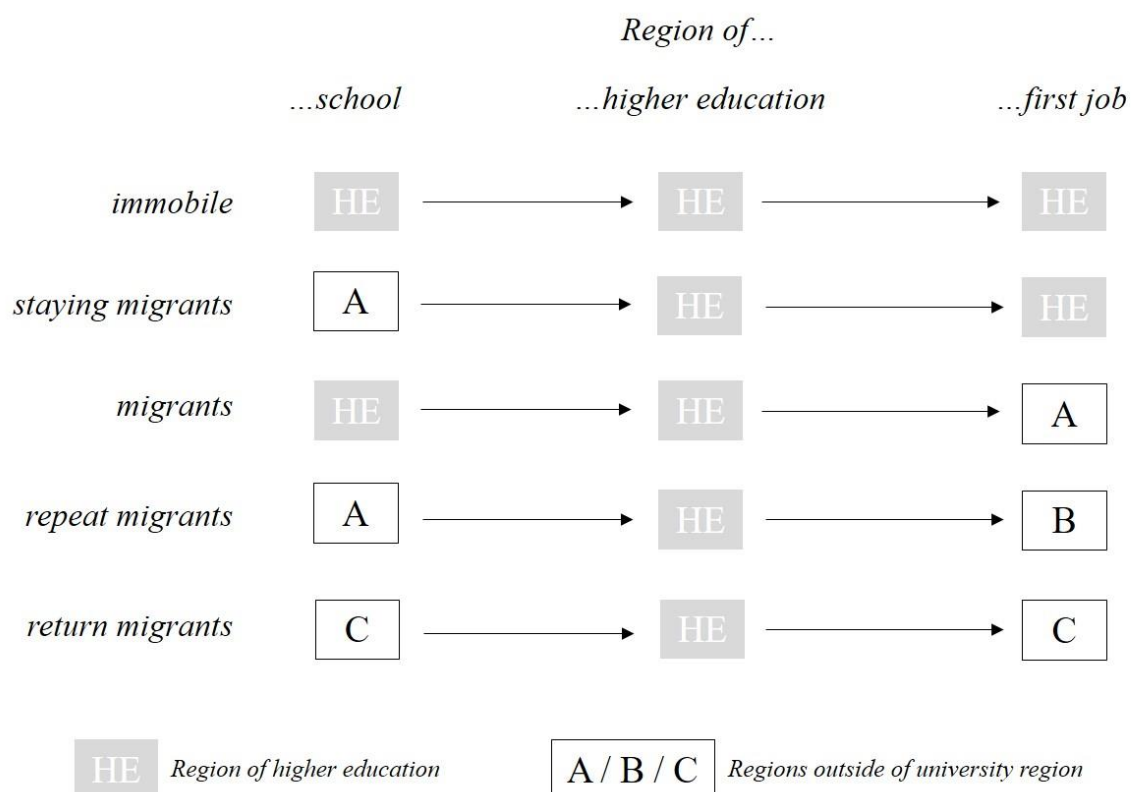 Region of…
…school …higher education …first job
immobile HE HE HE
staying migrants A HE HE
migrants HE HE A
repeat migrants A HE B
return migrants C HE C
HE Region of higher education A / B / C Regions outside of university region